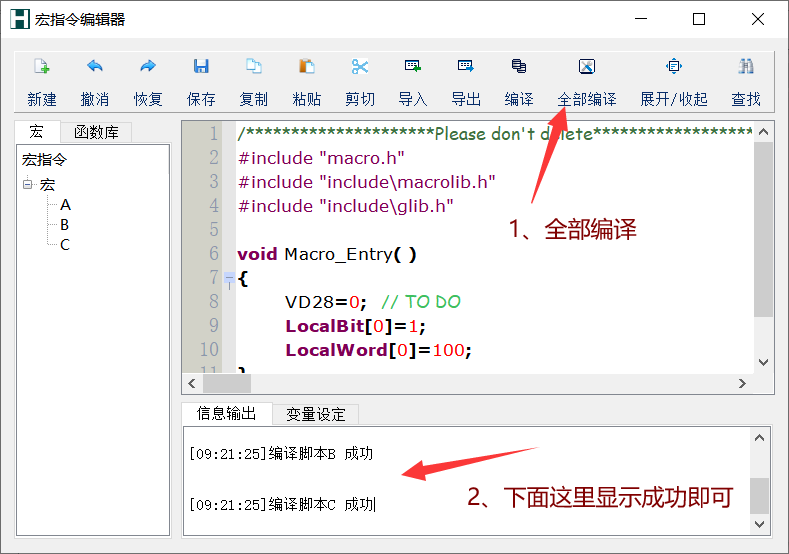 宏指令编辑器
新建 撤消 恢复 保存 复制 粘贴 剪切 导入 导出 编译 全部编译 展开/收起 查找
宏 函数库
宏指令
宏
A
B
C
1 /*********************Please don't delete******************
2 #include "macro.h"
3 #include "include\macrolib.h"
4 #include "include\glib.h"
5
6 void Macro_Entry( )
7 {
8 VD28=0; // TO DO
9 LocalBit[0]=1;
10 LocalWord[0]=100;
11 }
1、全部编译
信息输出 变量设定
[09:21:25]编译脚本B 成功
[09:21:25]编译脚本C 成功
2、下面这里显示成功即可